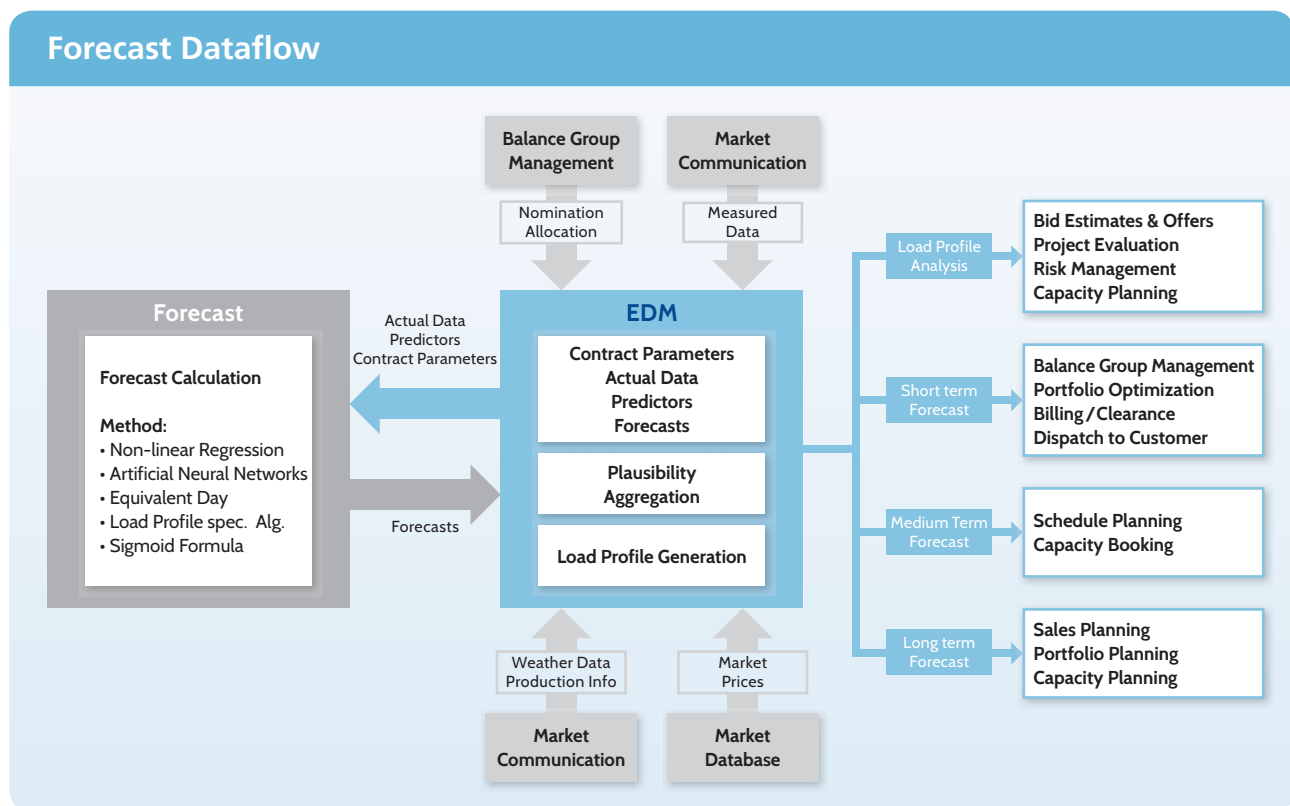 Forecast Dataflow
Balance Group
Management
Market
Communication
Nomination
Allocation
Measured
Data
Forecast
Forecast Calculation
Method:
• Non-linear Regression
• Artificial Neural Networks
• Equivalent Day
• Load Profile spec. Alg.
• Sigmoid Formula
Actual Data
Predictors
Contract Parameters
Forecasts
EDM
Contract Parameters
Actual Data
Predictors
Forecasts
Plausibility
Aggregation
Load Profile Generation
Weather Data
Production Info
Market
Prices
Market
Communication
Market
Database
Load Profile
Analysis
Bid Estimates & Offers
Project Evaluation
Risk Management
Capacity Planning
Short term
Forecast
Balance Group Management
Portfolio Optimization
Billing/Clearance
Dispatch to Customer
Medium Term
Forecast
Schedule Planning
Capacity Booking
Long term
Forecast
Sales Planning
Portfolio Planning
Capacity Planning